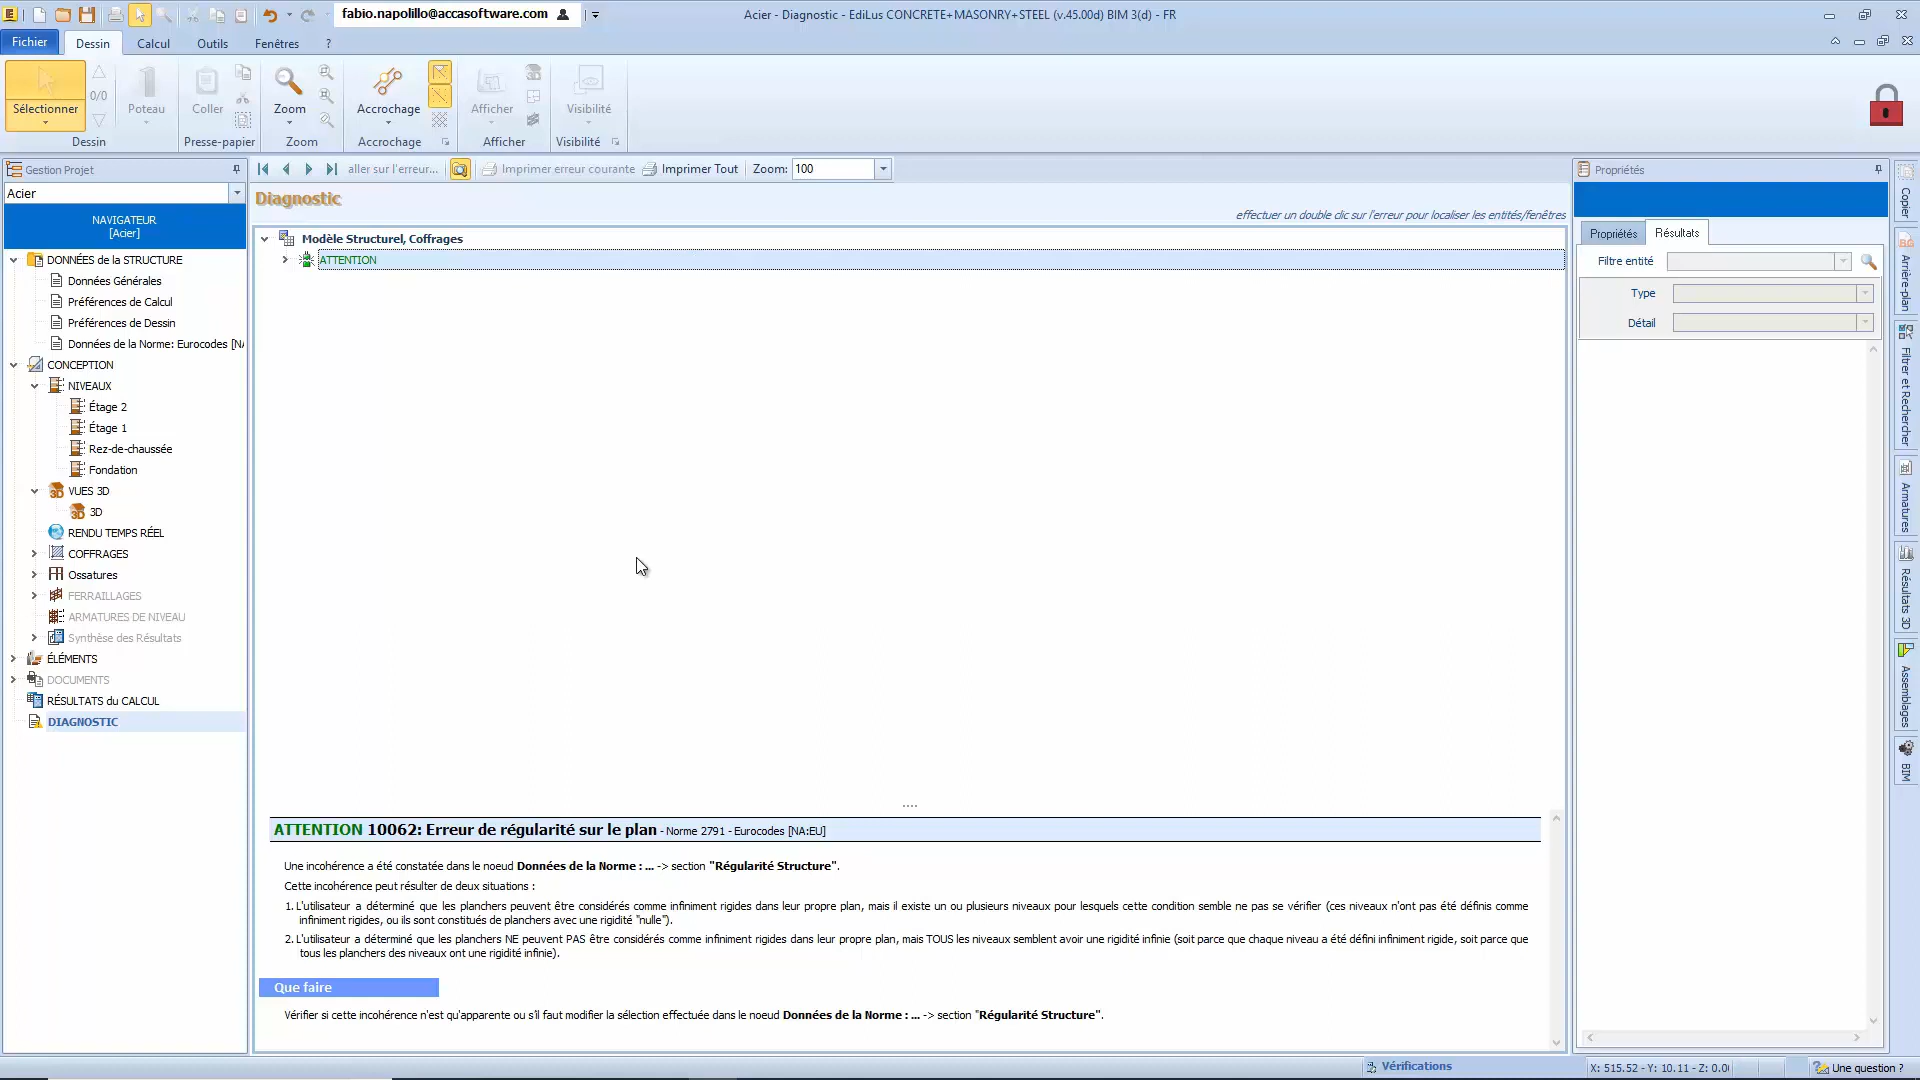 fabio.napolillo@accasoftware.com
Acier - Diagnostic - EdiLus CONCRETE+MASONRY+STEEL (v.45.00d) BIM 3(d) - FR
Fichier Dessin Calcul Outils Fenêtres ?
Sélectionner 0/0 Poteau Coller Zoom Accrochage Afficher Visibilité
Dessin Presse-papier Zoom Accrochage Afficher Visibilité
Gestion Projet
Acier
NAVIGATEUR
[Acier]
DONNÉES de la STRUCTURE
Données Générales
Préférences de Calcul
Préférences de Dessin
Données de la Norme: Eurocodes [NA
CONCEPTION
NIVEAUX
Étage 2
Étage 1
Rez-de-chaussée
Fondation
VUES 3D
3D
RENDU TEMPS RÉEL
COFFRAGES
Ossatures
FERRAILLAGES
ARMATURES DE NIVEAU
Synthèse des Résultats
ÉLÉMENTS
DOCUMENTS
RÉSULTATS du CALCUL
DIAGNOSTIC
aller sur l'erreur... Imprimer erreur courante Imprimer Tout Zoom: 100
Diagnostic
effectuer un double clic sur l'erreur pour localiser les entités/fenêtres
Modèle Structurel, Coffrages
ATTENTION
ATTENTION 10062: Erreur de régularité sur le plan - Norme 2791 - Eurocodes [NA:EU]
Une incohérence a été constatée dans le noeud Données de la Norme : ... -> section "Régularité Structure".
Cette incohérence peut résulter de deux situations :
1. L'utilisateur a déterminé que les planchers peuvent être considérés comme infiniment rigides dans leur propre plan, mais il existe un ou plusieurs niveaux pour lesquels cette condition semble ne pas se vérifier (ces niveaux n'ont pas été définis comme
infiniment rigides, ou ils sont constitués de planchers avec une rigidité "nulle").
2. L'utilisateur a déterminé que les planchers NE peuvent PAS être considérés comme infiniment rigides dans leur propre plan, mais TOUS les niveaux semblent avoir une rigidité infinie (soit parce que chaque niveau a été défini infiniment rigide, soit parce que
tous les planchers des niveaux ont une rigidité infinie).
Que faire
Vérifier si cette incohérence n'est qu'apparente ou s'il faut modifier la sélection effectuée dans le noeud Données de la Norme : ... -> section "Régularité Structure".
Propriétés
Propriétés Résultats
Filtre entité
Type
Détail
Copier
Arrière-plan
Filtrer et Rechercher
Armatures
Résultats 3D
Assemblages
BIM
Vérifications
X: 515.52 - Y: 10.11 - Z: 0.0
Une question ?